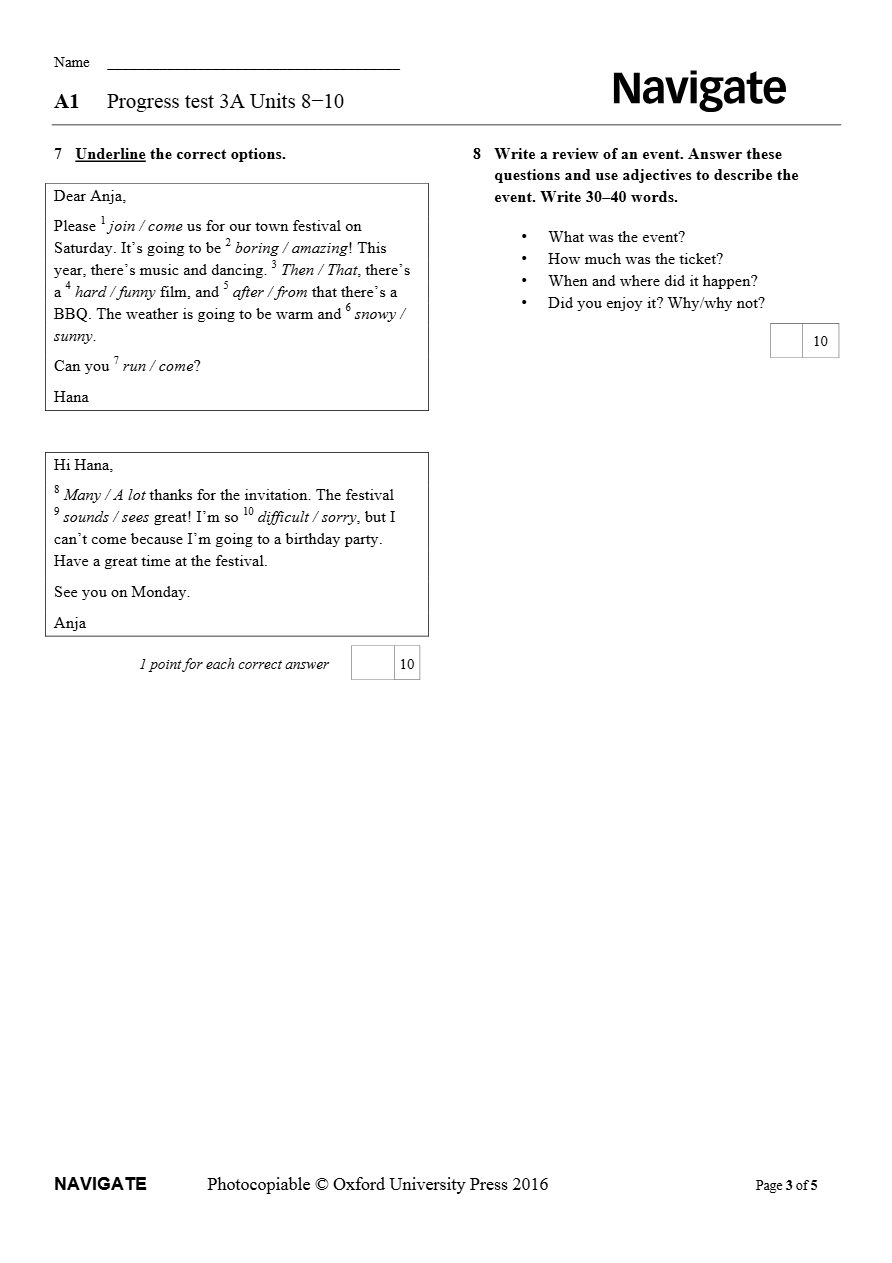 Name ______________________________________
Navigate
A1 Progress test 3A Units 8−10
7 Underline the correct options.
Dear Anja,
Please 1 join / come us for our town festival on
Saturday. It’s going to be 2 boring / amazing! This
year, there’s music and dancing. 3 Then / That, there’s
a 4 hard / funny film, and 5 after / from that there’s a
BBQ. The weather is going to be warm and 6 snowy /
sunny.
Can you 7 run / come?
Hana
Hi Hana,
8 Many / A lot thanks for the invitation. The festival
9 sounds / sees great! I’m so 10 difficult / sorry, but I
can’t come because I’m going to a birthday party.
Have a great time at the festival.
See you on Monday.
Anja
1 point for each correct answer 10
8 Write a review of an event. Answer these
questions and use adjectives to describe the
event. Write 30–40 words.
• What was the event?
• How much was the ticket?
• When and where did it happen?
• Did you enjoy it? Why/why not?
10
NAVIGATE Photocopiable © Oxford University Press 2016 Page 3 of 5